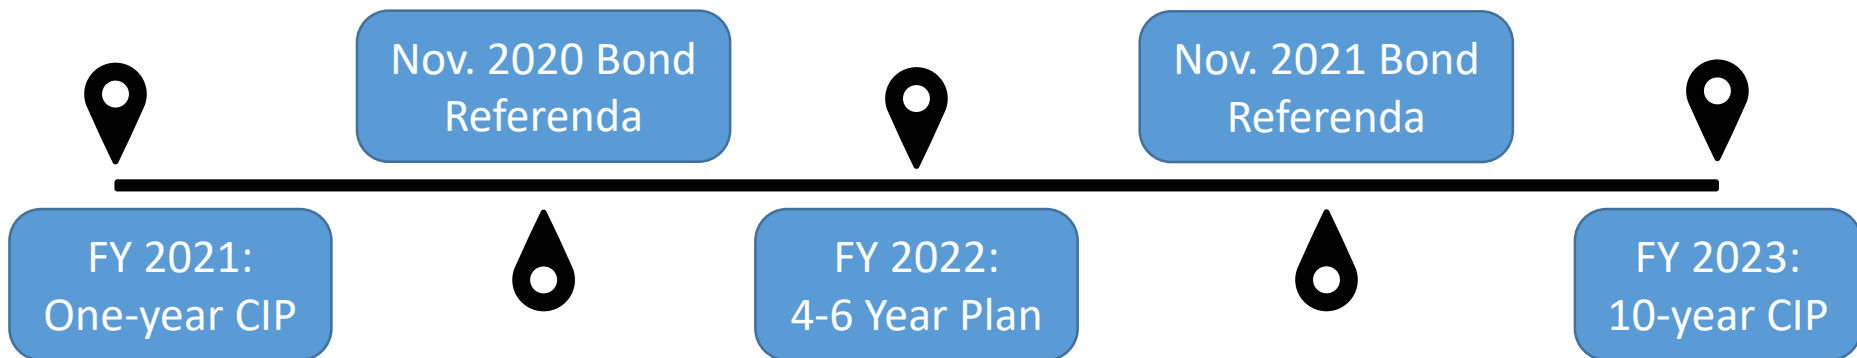 FY 2021:
One-year CIP
Nov. 2020 Bond
Referenda
FY 2022:
4-6 Year Plan
Nov. 2021 Bond
Referenda
FY 2023:
10-year CIP